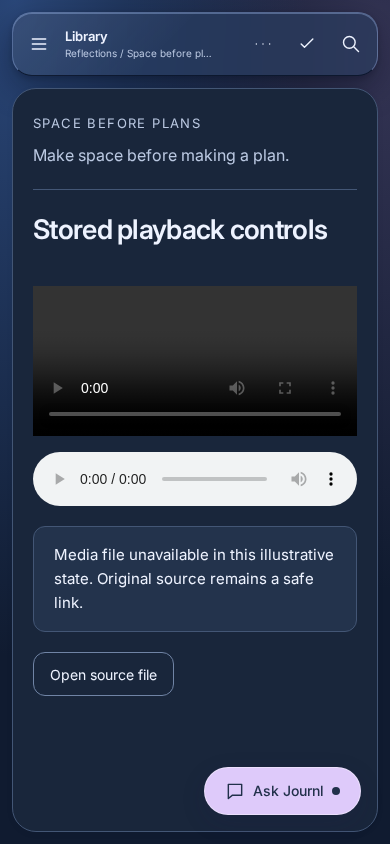 Library
Reflections / Space before pl...
SPACE BEFORE PLANS
Make space before making a plan.
Stored playback controls
0:00
0:00 / 0:00
Media file unavailable in this illustrative
state. Original source remains a safe
link.
Open source file
Ask Journl